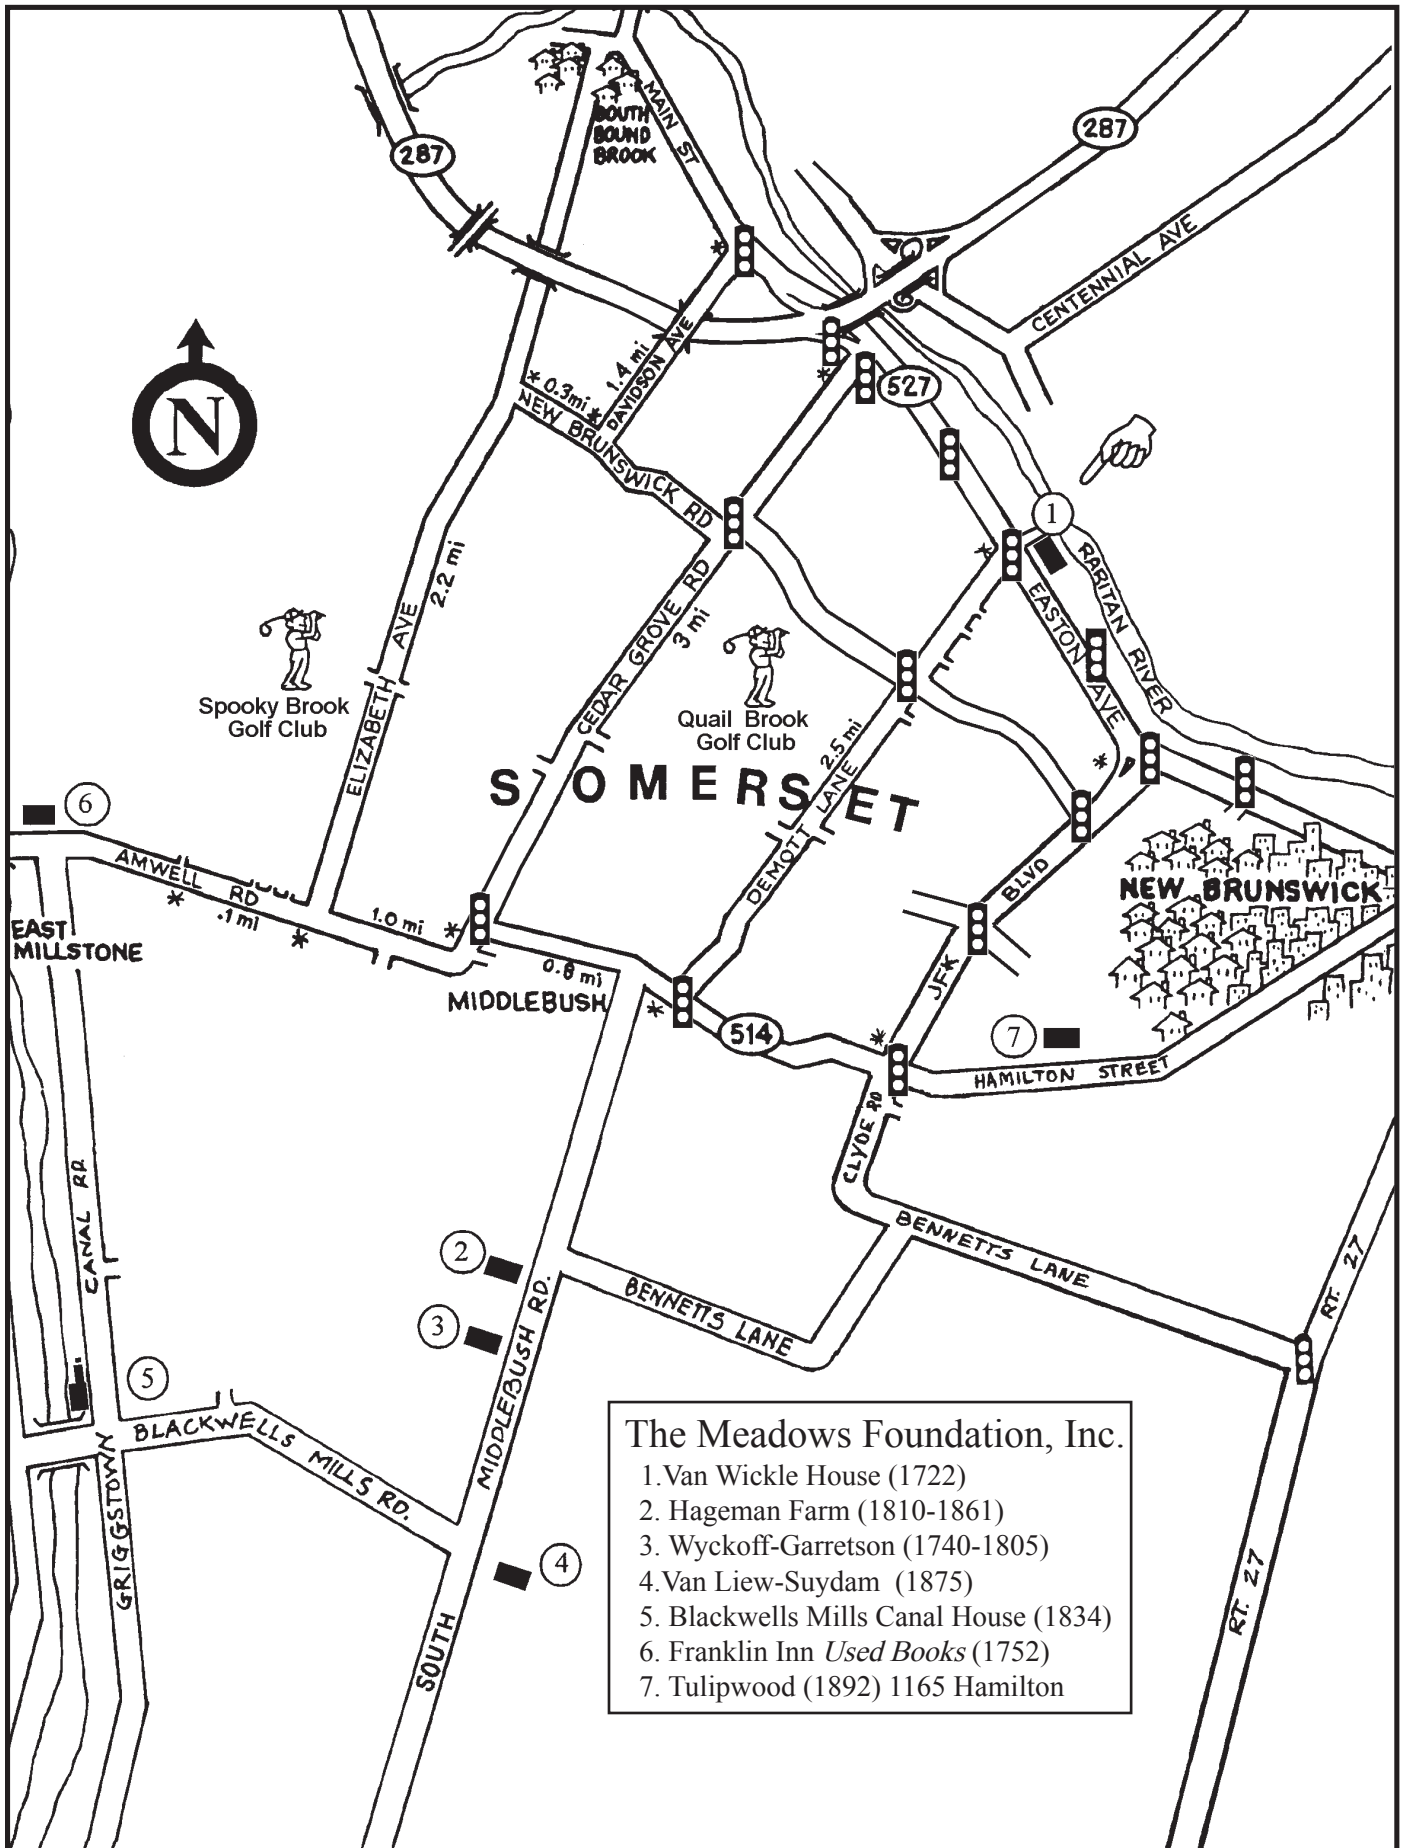 MAIN ST
SOUTH
BOUND
BROOK
287
287
CENTENNIAL AVE
527
1.4 mi
DAVIDSON AVE
0.3mi
NEW BRUNSWICK RD
N
1
RARITAN RIVER
EASTON AVE
2.2 mi
ELIZABETH AVE
CEDAR GROVE RD
3 mi
Spooky Brook
Golf Club
Quail Brook
Golf Club
2.5 mi
DEMOTT LANE
SOMERSET
6
AMWELL RD
.1 mi
1.0 mi
0.8 mi
EAST
MILLSTONE
MIDDLEBUSH
514
JFK BLVD
NEW BRUNSWICK
7
HAMILTON STREET
CLYDE RD
BENNETTS LANE
BENNETTS LANE
RT. 27
CANAL RD.
2
3
MIDDLEBUSH RD.
5
BLACKWELLS MILLS RD.
GRIGGSTOWN
4
SOUTH
RT. 27
The Meadows Foundation, Inc.
1.Van Wickle House (1722)
2. Hageman Farm (1810-1861)
3. Wyckoff-Garretson (1740-1805)
4.Van Liew-Suydam (1875)
5. Blackwells Mills Canal House (1834)
6. Franklin Inn Used Books (1752)
7. Tulipwood (1892) 1165 Hamilton